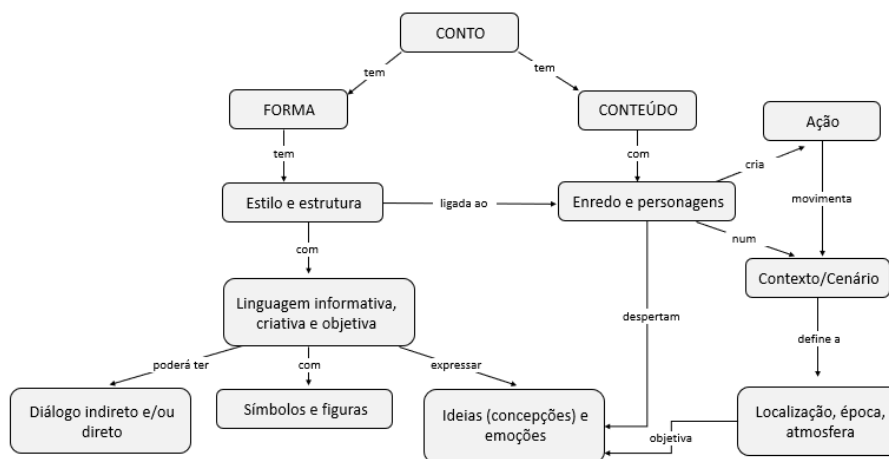 CONTO
tem
tem
FORMA
CONTEÚDO
Ação
tem
com
cria
Estilo e estrutura
ligada ao
Enredo e personagens
movimenta
com
num
Linguagem informativa,
criativa e objetiva
Contexto/Cenário
despertam
define a
poderá ter
com
expressar
Diálogo indireto e/ou
direto
Símbolos e figuras
Ideias (concepções) e
emoções
objetiva
Localização, época,
atmosfera